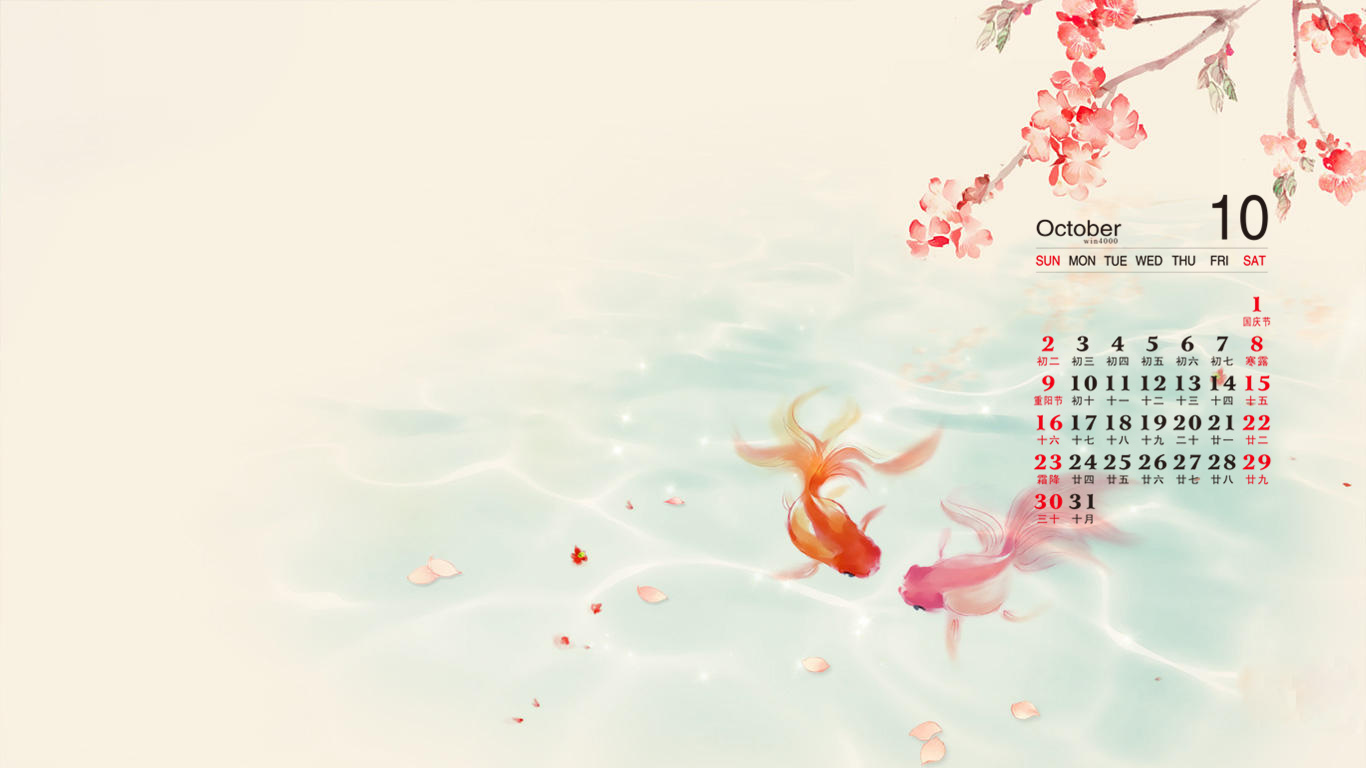 10
October
win4000
SUN MON TUE WED THU FRI SAT
1
国庆节
2 3 4 5 6 7 8
初二 初三 初四 初五 初六 初七 寒露
9 10 11 12 13 14 15
重阳节 初十 十一 十二 十三 十四 十五
16 17 18 19 20 21 22
十六 十七 十八 十九 二十 廿一 廿二
23 24 25 26 27 28 29
霜降 廿四 廿五 廿六 廿七 廿八 廿九
30 31
三十 十月